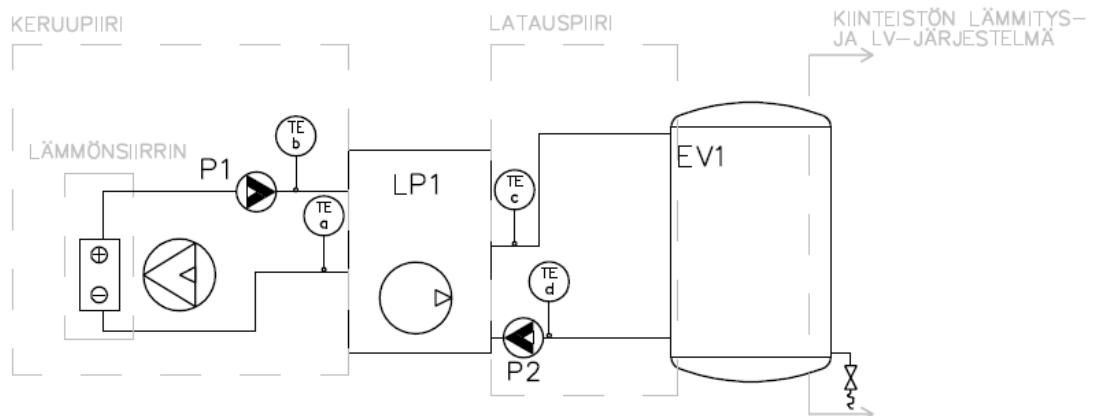 KERUUPIIRI
LATAUSPIIRI
KIINTEISTÖN LÄMMITYS-
JA LV-JÄRJESTELMÄ
LÄMMÖNSIIRRIN
P1
TE
b
TE
a
LP1
TE
c
TE
d
P2
EV1